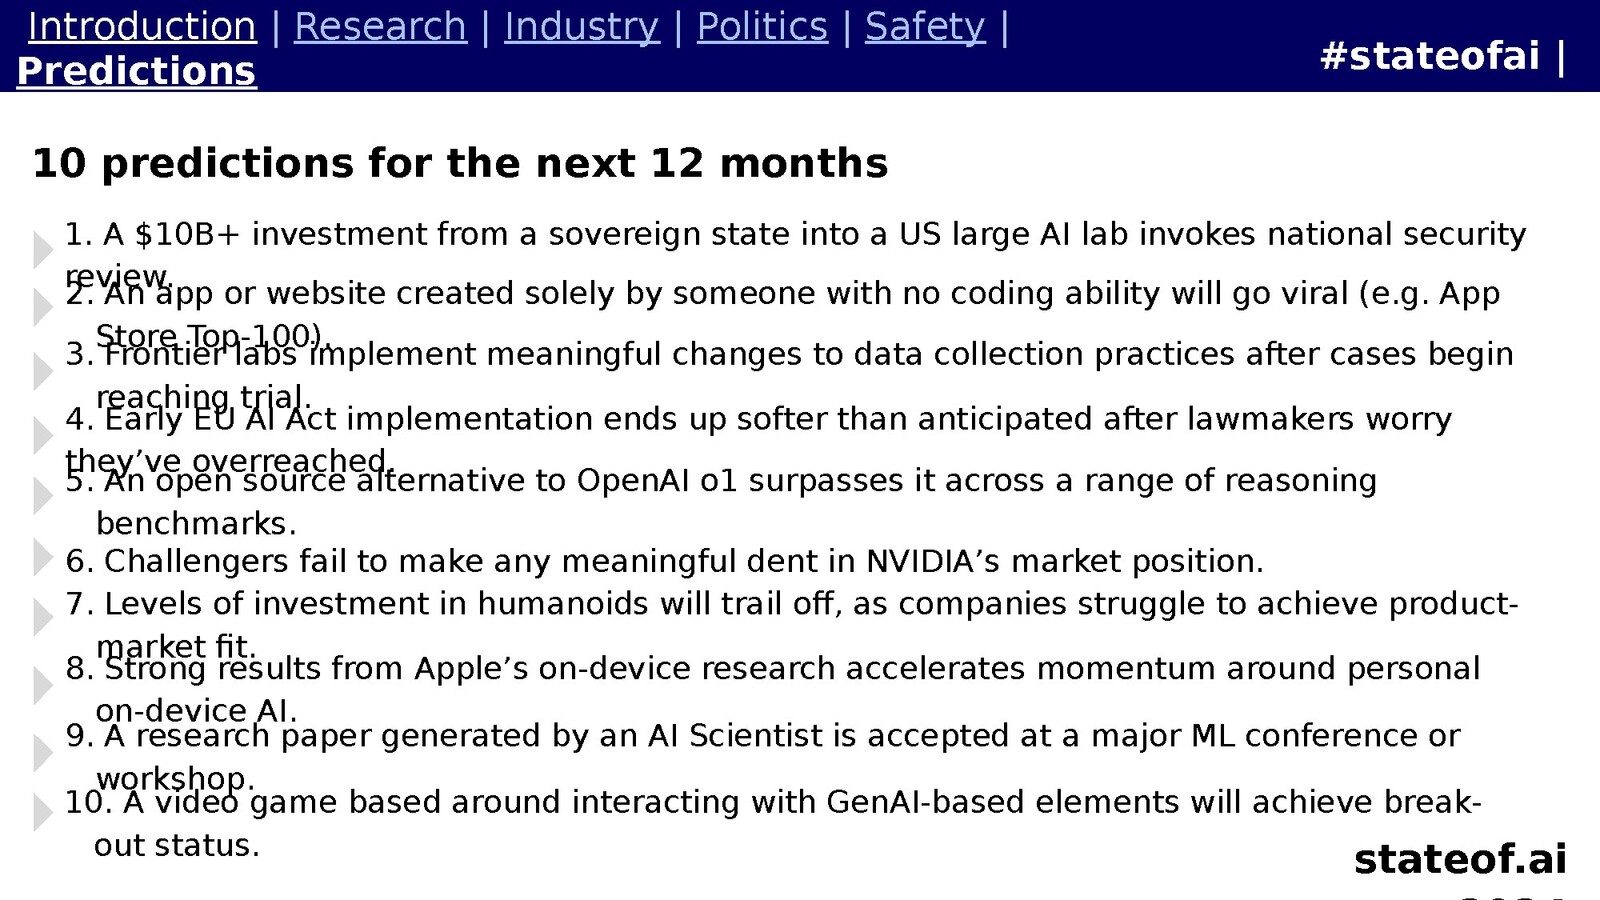 Introduction | Research | Industry | Politics | Safety |
Predictions
#stateofai |
10 predictions for the next 12 months
1. A $10B+ investment from a sovereign state into a US large AI lab invokes national security
review.
2. An app or website created solely by someone with no coding ability will go viral (e.g. App
Store Top-100).
3. Frontier labs implement meaningful changes to data collection practices after cases begin
reaching trial.
4. Early EU AI Act implementation ends up softer than anticipated after lawmakers worry
they’ve overreached.
5. An open source alternative to OpenAI o1 surpasses it across a range of reasoning
benchmarks.
6. Challengers fail to make any meaningful dent in NVIDIA’s market position.
7. Levels of investment in humanoids will trail off, as companies struggle to achieve product-
market fit.
8. Strong results from Apple’s on-device research accelerates momentum around personal
on-device AI.
9. A research paper generated by an AI Scientist is accepted at a major ML conference or
workshop.
10. A video game based around interacting with GenAI-based elements will achieve break-
out status.
stateof.ai